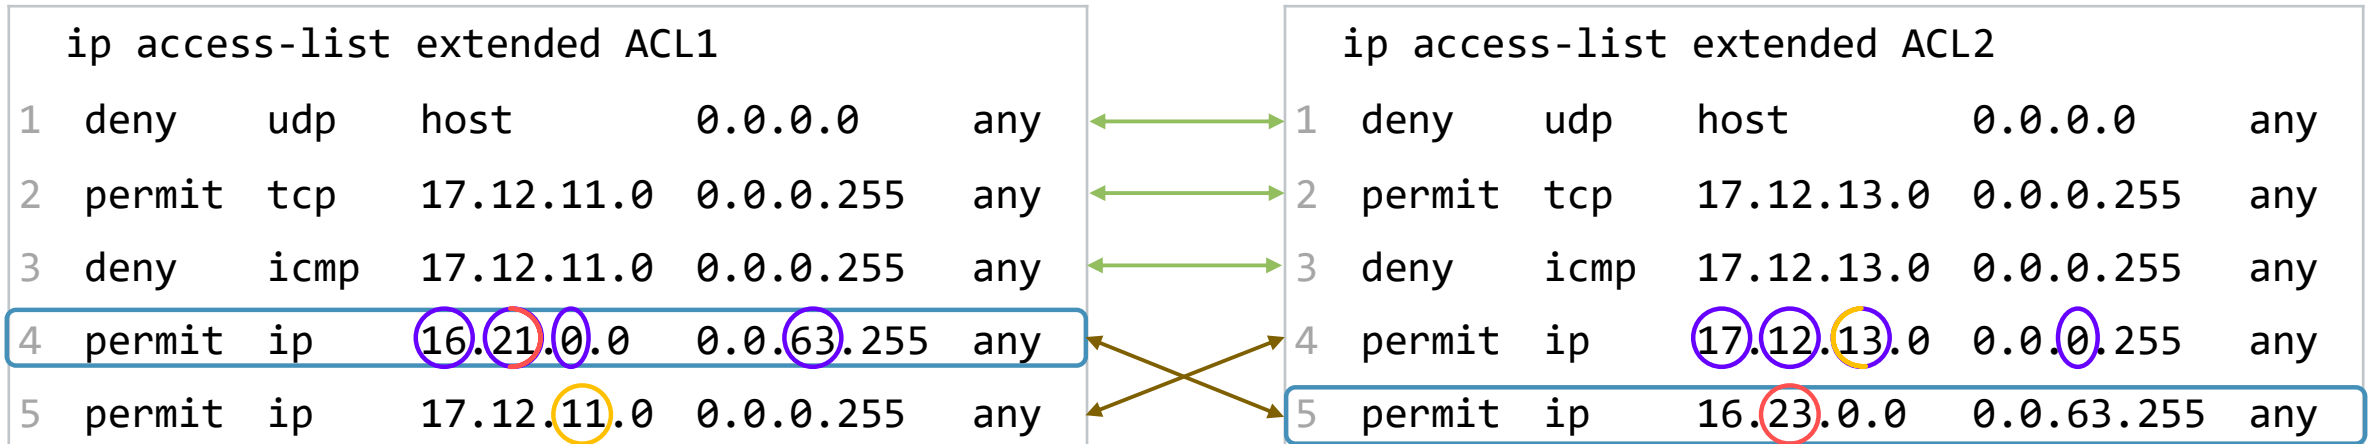 ip access-list extended ACL1
1 deny udp host 0.0.0.0 any
2 permit tcp 17.12.11.0 0.0.0.255 any
3 deny icmp 17.12.11.0 0.0.0.255 any
4 permit ip 16.21.0.0 0.0.63.255 any
5 permit ip 17.12.11.0 0.0.0.255 any
ip access-list extended ACL2
1 deny udp host 0.0.0.0 any
2 permit tcp 17.12.13.0 0.0.0.255 any
3 deny icmp 17.12.13.0 0.0.0.255 any
4 permit ip 17.12.13.0 0.0.0.255 any
5 permit ip 16.23.0.0 0.0.63.255 any